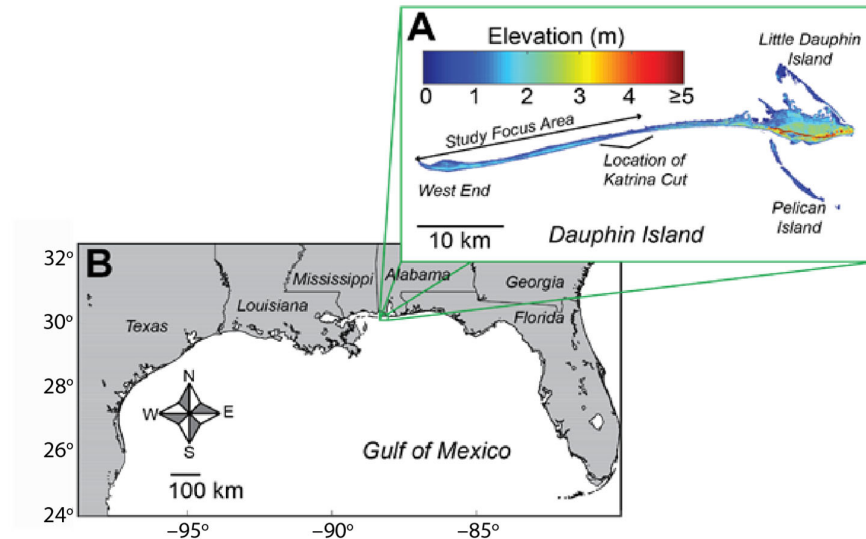 A
Elevation (m)
0 1 2 3 4 ≥5
Little Dauphin
Island
Study Focus Area
Location of
Katrina Cut
West End
Pelican
Island
10 km
Dauphin Island
B
32°
30°
28°
26°
24°
Mississippi
Alabama
Georgia
Louisiana
Texas
Florida
N
W
E
S
Gulf of Mexico
100 km
−95°
−90°
−85°